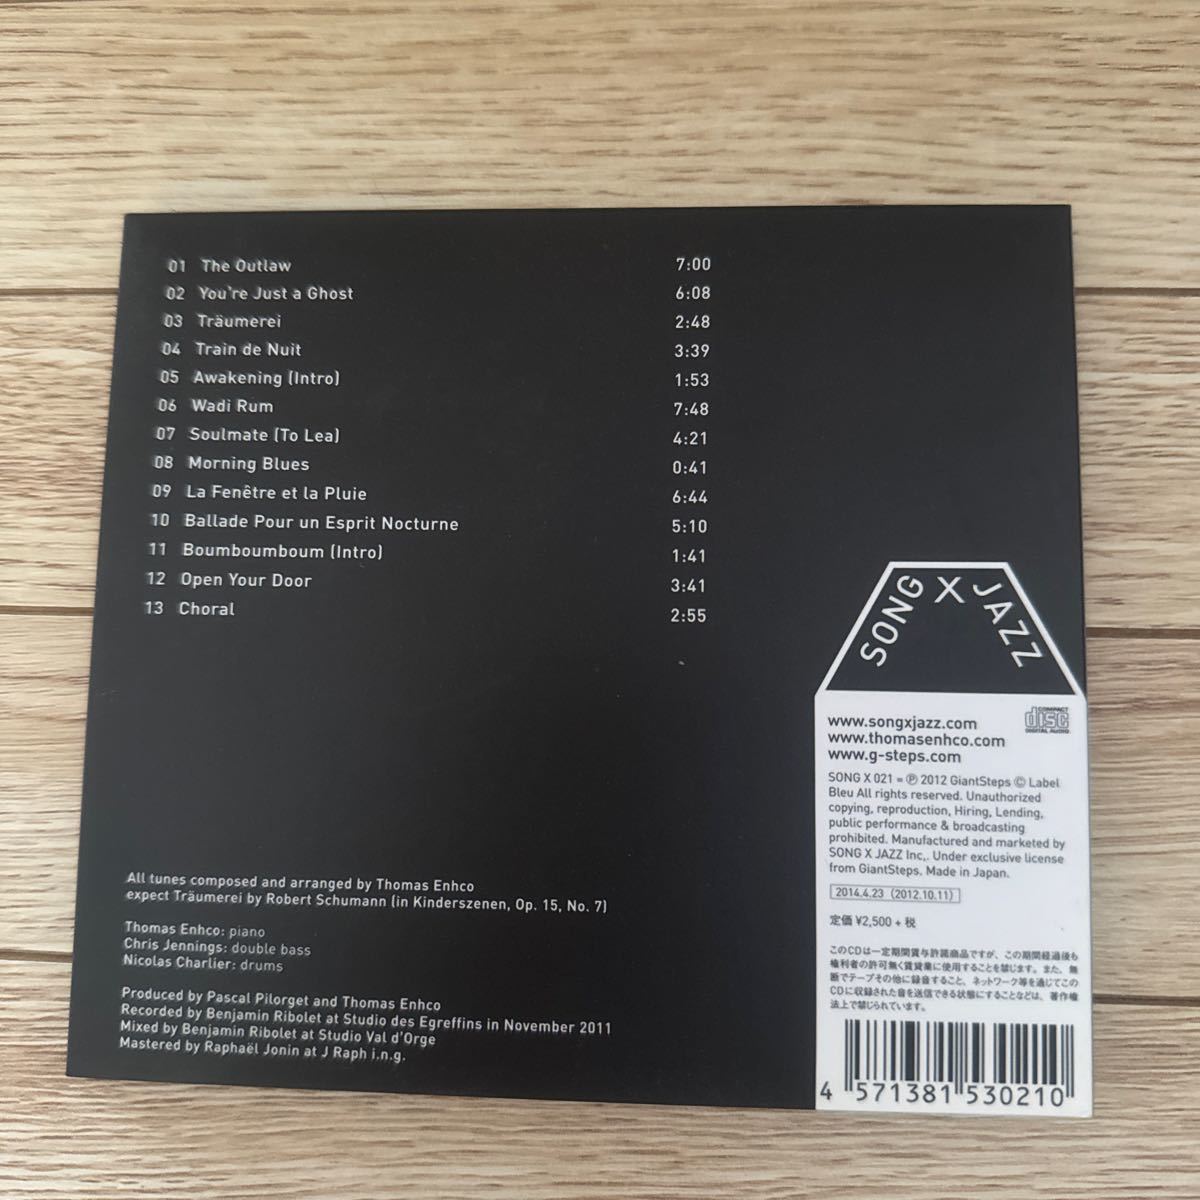 01 The Outlaw 7:00
02 You're Just a Ghost 6:08
03 Träumerei 2:48
04 Train de Nuit 3:39
05 Awakening (Intro) 1:53
06 Wadi Rum 7:48
07 Soulmate (To Lea) 4:21
08 Morning Blues 0:41
09 La Fenêtre et la Pluie 6:44
10 Ballade Pour un Esprit Nocturne 5:10
11 Boumboumboum (Intro) 1:41
12 Open Your Door 3:41
13 Choral 2:55
All tunes composed and arranged by Thomas Enhco
expect Träumerei by Robert Schumann (in Kinderszenen, Op. 15, No. 7)
Thomas Enhco: piano
Chris Jennings: double bass
Nicolas Charlier: drums
Produced by Pascal Pilorget and Thomas Enhco
Recorded by Benjamin Ribolet at Studio des Egreffins in November 2011
Mixed by Benjamin Ribolet at Studio Val d'Orge
Mastered by Raphaël Jonin at J Raph i.n.g.
SONG X JAZZ
COMPACT
disc
DIGITAL AUDIO
www.songxjazz.com
www.thomasenhco.com
www.g-steps.com
SONG X 021 = ℗ 2012 GiantSteps © Label
Bleu All rights reserved. Unauthorized
copying, reproduction, Hiring, Lending,
public performance & broadcasting
prohibited. Manufactured and marketed by
SONG X JAZZ Inc,. Under exclusive license
from GiantSteps. Made in Japan.
2014.4.23 (2012.10.11)
定価 ¥2,500 + 税
このCDは一定期間貸与許諾商品ですが、この期間経過後も
権利者の許可無く賃貸業に使用することを禁じます。また、無
断でテープその他に録音すること、ネットワーク等を通じてこの
CDに収録された音を送信できる状態にすることなどは、著作権
法上で禁じられています。
4 571381 530210